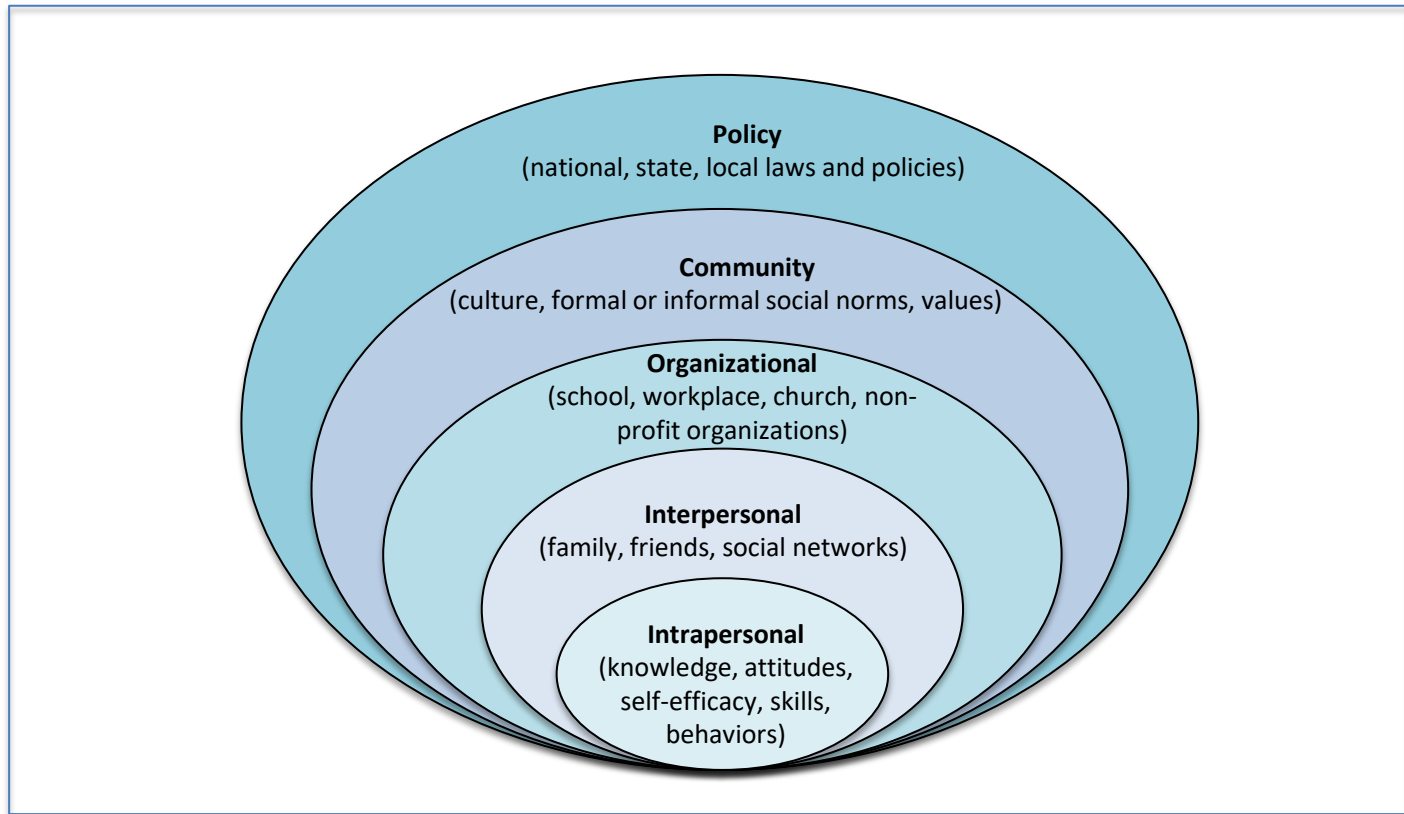 Policy
(national, state, local laws and policies)
Community
(culture, formal or informal social norms, values)
Organizational
(school, workplace, church, non-
profit organizations)
Interpersonal
(family, friends, social networks)
Intrapersonal
(knowledge, attitudes,
self-efficacy, skills,
behaviors)